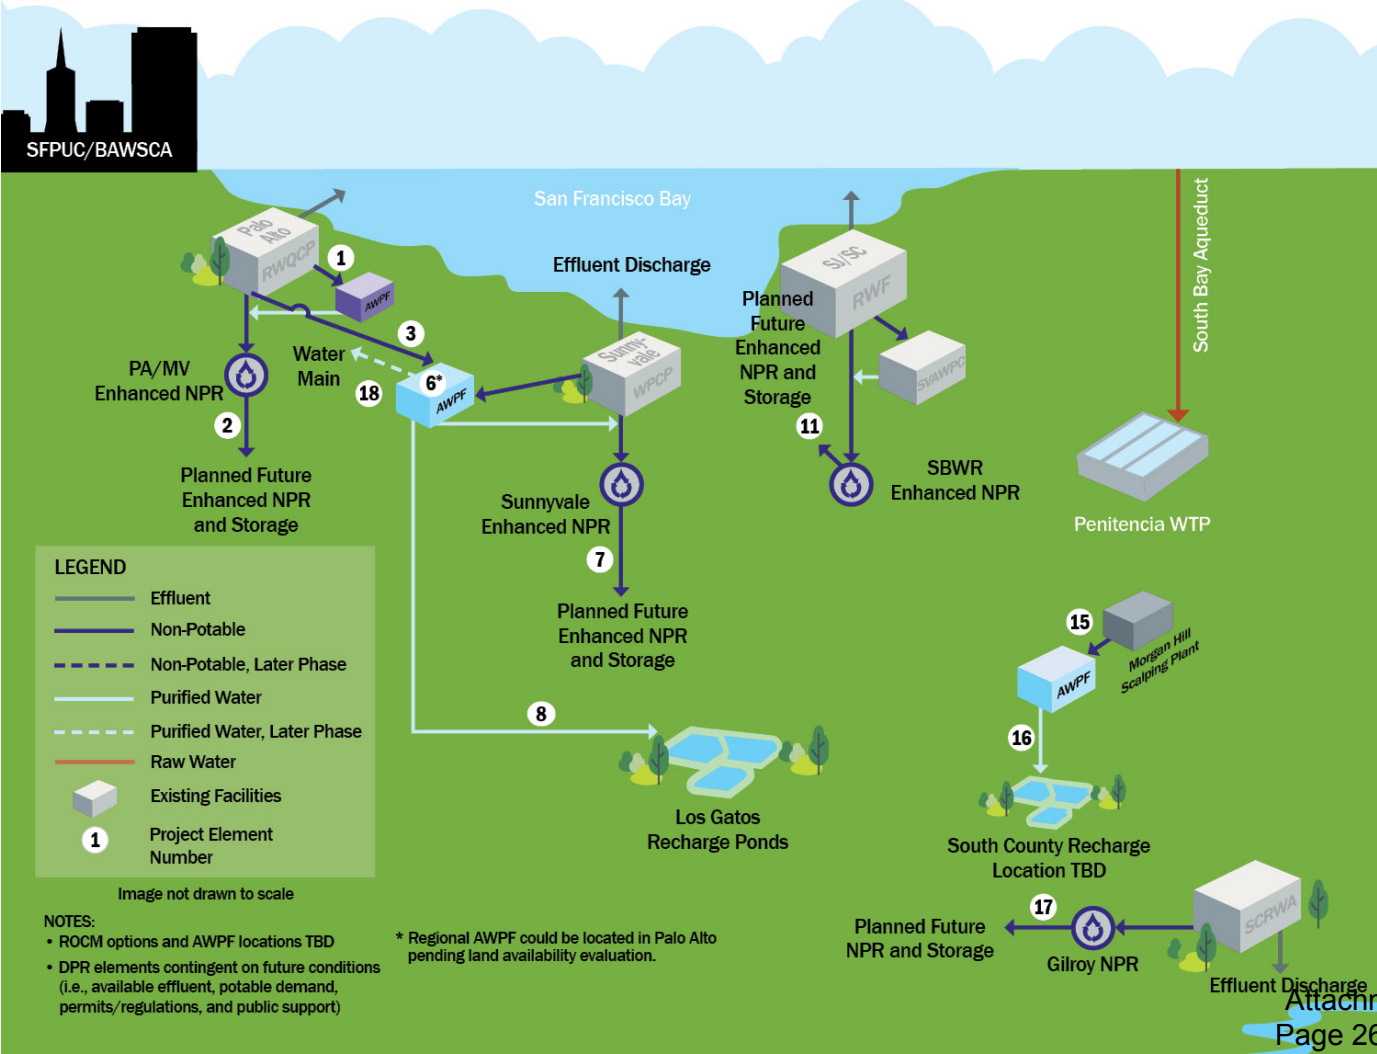 SFPUC/BAWSCA
San Francisco Bay
South Bay Aqueduct
Palo
Alto
RWQCP
1
AWPF
Effluent Discharge
SJ/SC
RWF
Planned
Future
Enhanced
NPR and
Storage
3
Water
Main
Sunny-
vale
WPCP
SVAWPC
PA/MV
Enhanced NPR
18
6*
AWPF
2
11
Planned Future
Enhanced NPR
and Storage
Sunnyvale
Enhanced NPR
SBWR
Enhanced NPR
Penitencia WTP
7
Planned Future
Enhanced NPR
and Storage
LEGEND
Effluent
Non-Potable
Non-Potable, Later Phase
Purified Water
Purified Water, Later Phase
Raw Water
Existing Facilities
1
Project Element
Number
Image not drawn to scale
8
Los Gatos
Recharge Ponds
15
Morgan Hill
Scalping Plant
AWPF
16
South County Recharge
Location TBD
SCRWA
17
Planned Future
NPR and Storage
Gilroy NPR
Effluent Discharge
NOTES:
• ROCM options and AWPF locations TBD
• DPR elements contingent on future conditions
(i.e., available effluent, potable demand,
permits/regulations, and public support)
* Regional AWPF could be located in Palo Alto
pending land availability evaluation.
Page 26